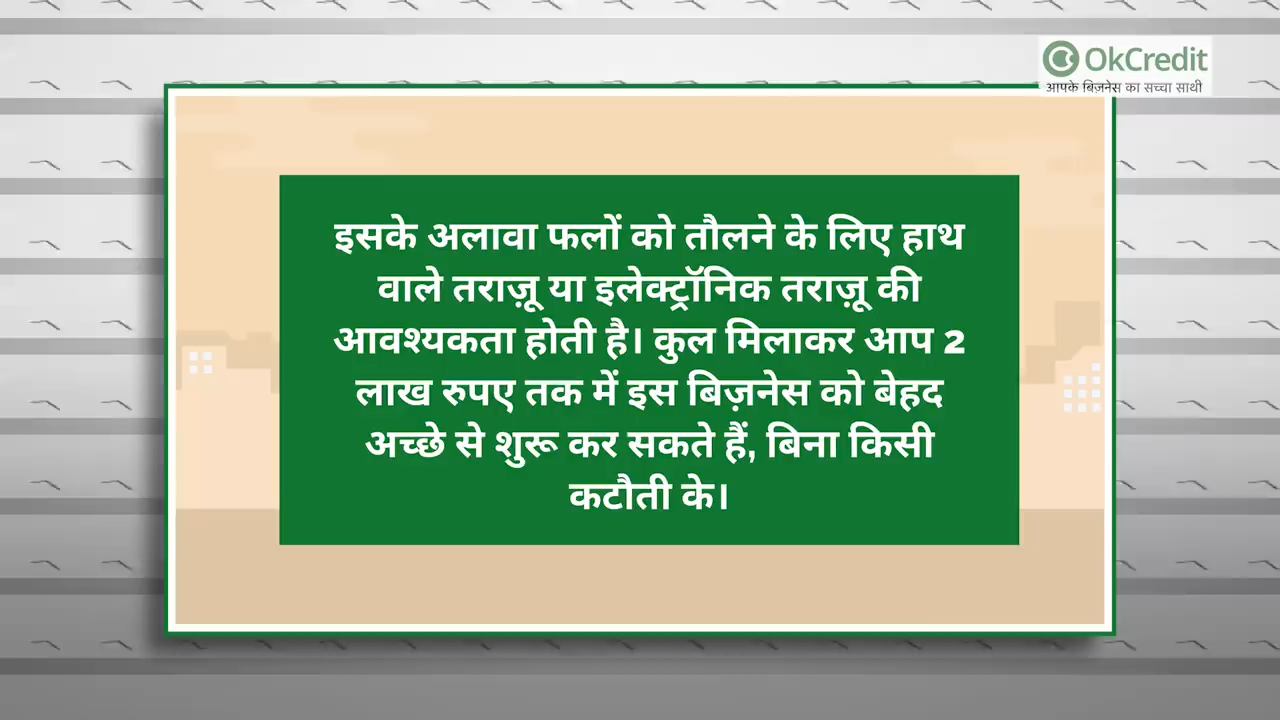 OkCredit
आपके बिज़नेस का सच्चा साथी
इसके अलावा फलों को तौलने के लिए हाथ
वाले तराज़ू या इलेक्ट्रॉनिक तराज़ू की
आवश्यकता होती है। कुल मिलाकर आप 2
लाख रुपए तक में इस बिज़नेस को बेहद
अच्छे से शुरू कर सकते हैं, बिना किसी
कटौती के।